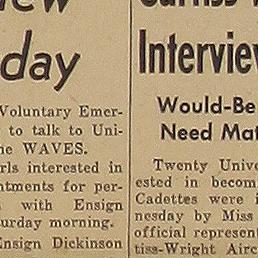 new
day
Voluntary Emer-
to talk to Uni-
he WAVES.
rls interested in
ntments for per-
with Ensign
urday morning.
Ensign Dickinson
Curtiss
Interview
Would-Be
Need Mat
Twenty Unive
ested in becom
Cadettes were i
nesday by Miss
official represent
tiss-Wright Airc